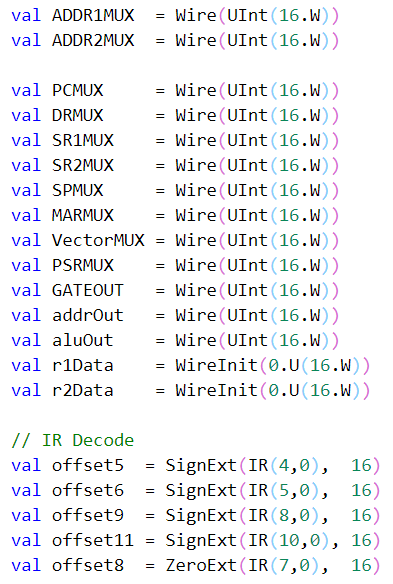 val ADDR1MUX  = Wire(UInt(16.W))
val ADDR2MUX  = Wire(UInt(16.W))

val PCMUX     = Wire(UInt(16.W))
val DRMUX     = Wire(UInt(16.W))
val SR1MUX    = Wire(UInt(16.W))
val SR2MUX    = Wire(UInt(16.W))
val SPMUX     = Wire(UInt(16.W))
val MARMUX    = Wire(UInt(16.W))
val VectorMUX = Wire(UInt(16.W))
val PSRMUX    = Wire(UInt(16.W))
val GATEOUT   = Wire(UInt(16.W))
val addrOut   = Wire(UInt(16.W))
val aluOut    = Wire(UInt(16.W))
val r1Data    = WireInit(0.U(16.W))
val r2Data    = WireInit(0.U(16.W))

// IR Decode
val offset5  = SignExt(IR(4,0),  16)
val offset6  = SignExt(IR(5,0),  16)
val offset9  = SignExt(IR(8,0),  16)
val offset11 = SignExt(IR(10,0), 16)
val offset8  = ZeroExt(IR(7,0),  16)